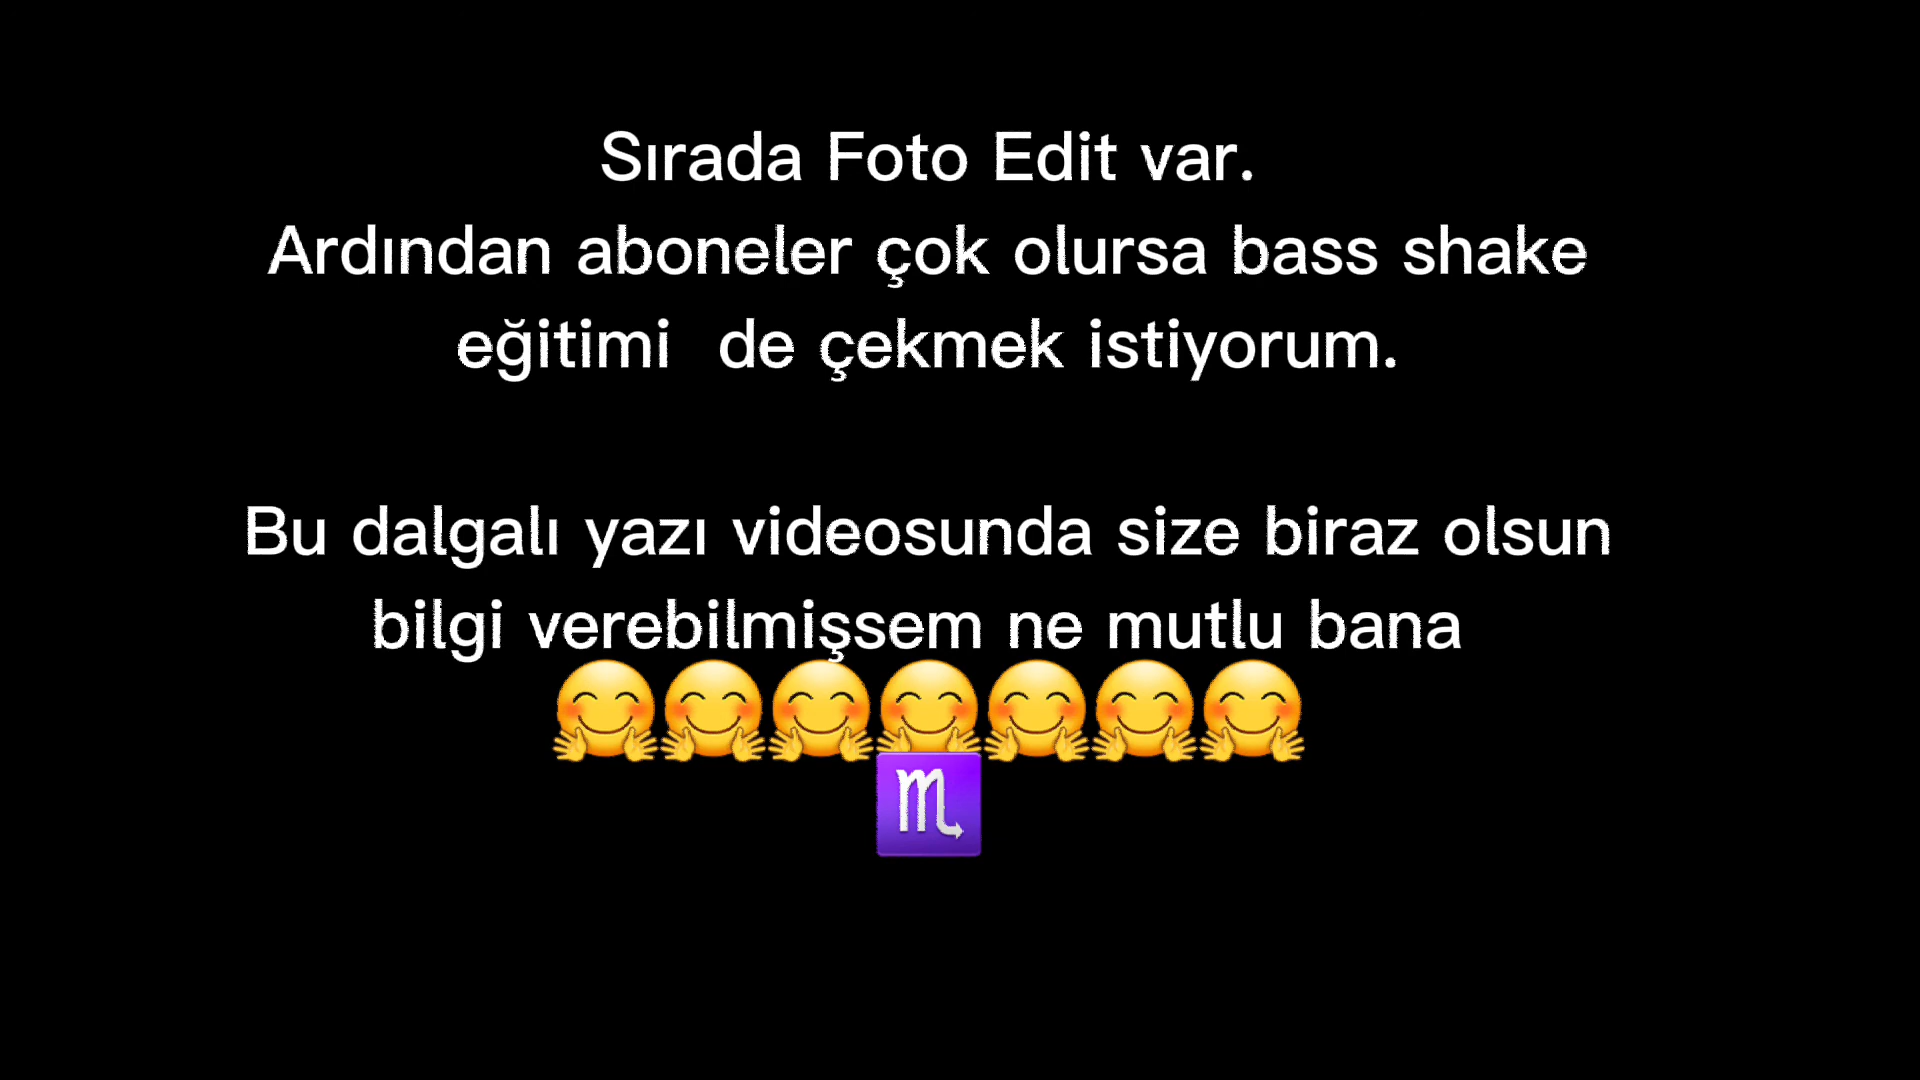 Sırada Foto Edit var.
Ardından aboneler çok olursa bass shake
eğitimi  de çekmek istiyorum.
Bu dalgalı yazı videosunda size biraz olsun
bilgi verebilmişsem ne mutlu bana
🤗🤗🤗🤗🤗🤗🤗
♏